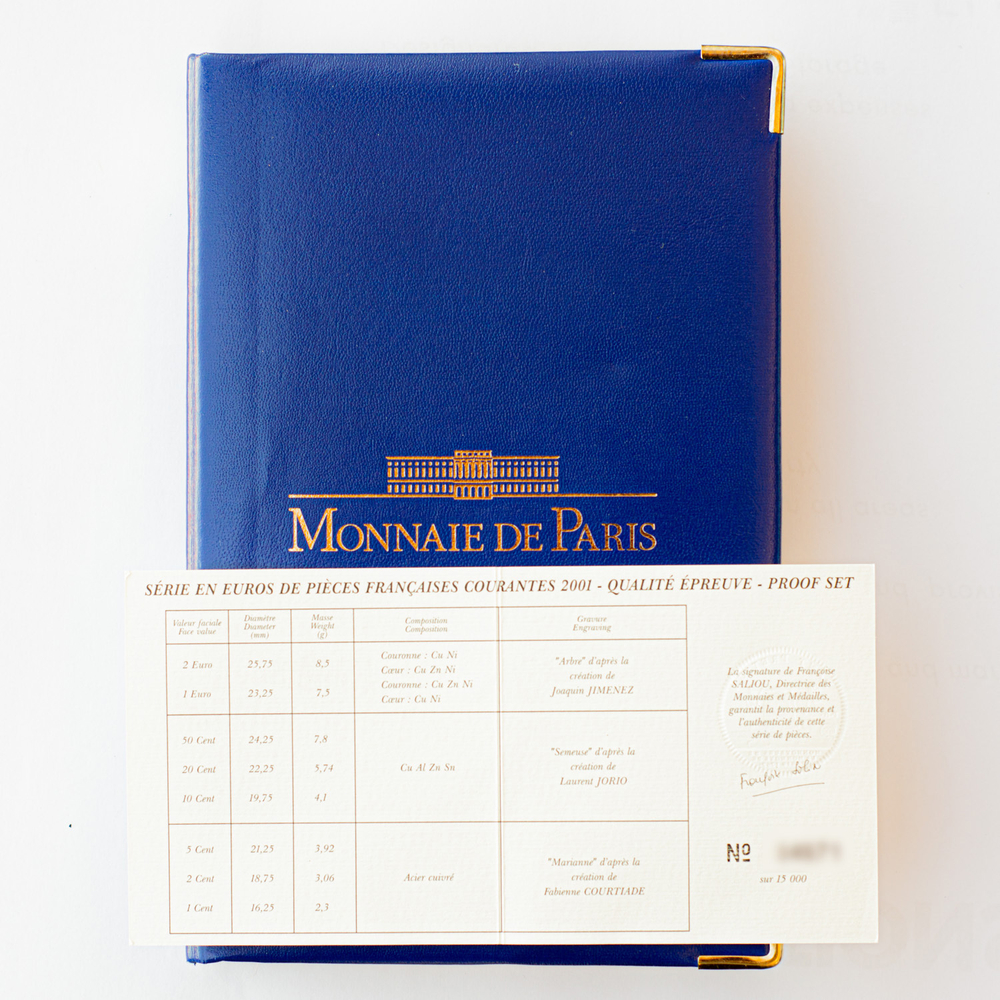 MONNAIE DE PARIS
SÉRIE EN EUROS DE PIÈCES FRANÇAISES COURANTES 2001 - QUALITÉ ÉPREUVE - PROOF SET
Valeur faciale
Face value
Diamètre
Diameter
(mm)
Masse
Weight
(g)
Composition
Composition
Gravure
Engraving
2 Euro 25,75 8,5
1 Euro 23,25 7,5
Couronne : Cu Ni
Cœur : Cu Zn Ni
Couronne : Cu Zn Ni
Cœur : Cu Ni
"Arbre" d'après la
création de
Joaquin JIMENEZ
50 Cent 24,25 7,8
20 Cent 22,25 5,74
10 Cent 19,75 4,1
Cu Al Zn Sn
"Semeuse" d'après la
création de
Laurent JORIO
5 Cent 21,25 3,92
2 Cent 18,75 3,06
1 Cent 16,25 2,3
Acier cuivré
"Marianne" d'après la
création de
Fabienne COURTIADE
La signature de Françoise
SALIOU, Directrice des
Monnaies et Médailles,
garantit la provenance et
l'authenticité de cette
série de pièces.
Nº
sur 15 000